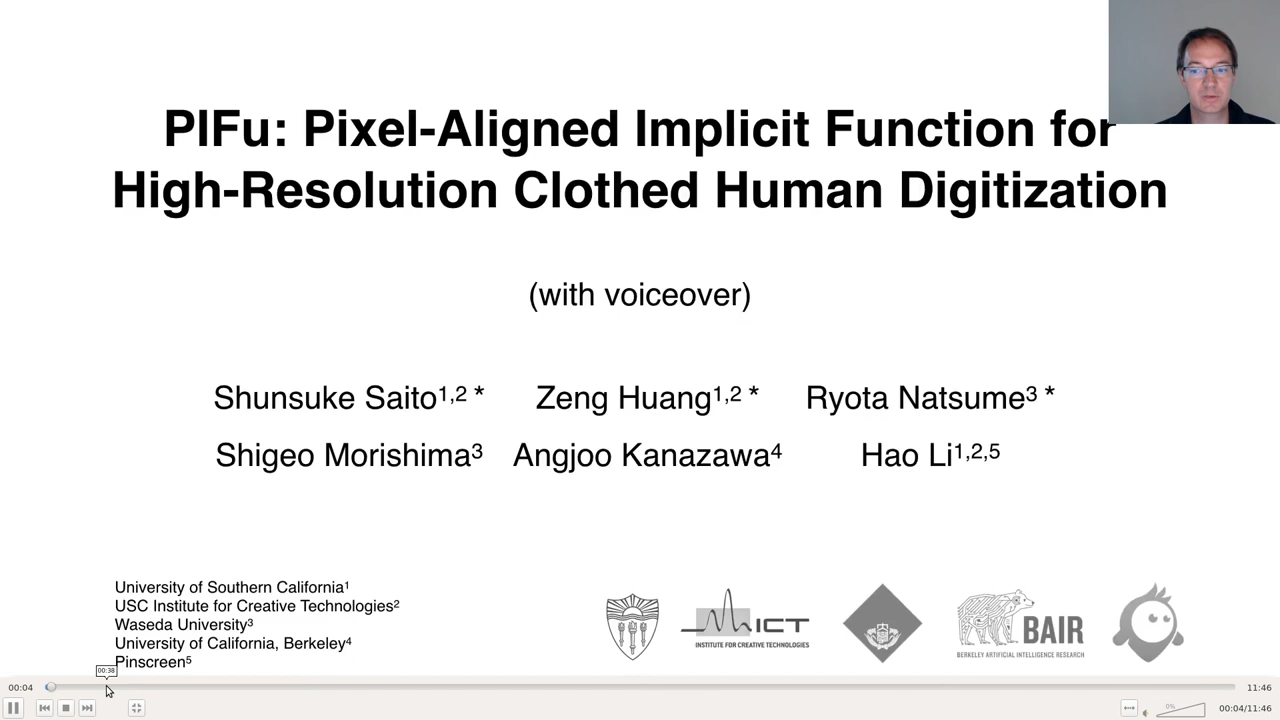 PIFu: Pixel-Aligned Implicit Function for
High-Resolution Clothed Human Digitization
(with voiceover)
Shunsuke Saito1,2 * Zeng Huang1,2 * Ryota Natsume3 *
Shigeo Morishima3 Angjoo Kanazawa4 Hao Li1,2,5
University of Southern California1
USC Institute for Creative Technologies2
Waseda University3
University of California, Berkeley4
Pinscreen5
ICT
INSTITUTE FOR CREATIVE TECHNOLOGIES
BAIR
BERKELEY ARTIFICIAL INTELLIGENCE RESEARCH
00:38
00:04 11:46
0% 00:04/11:46